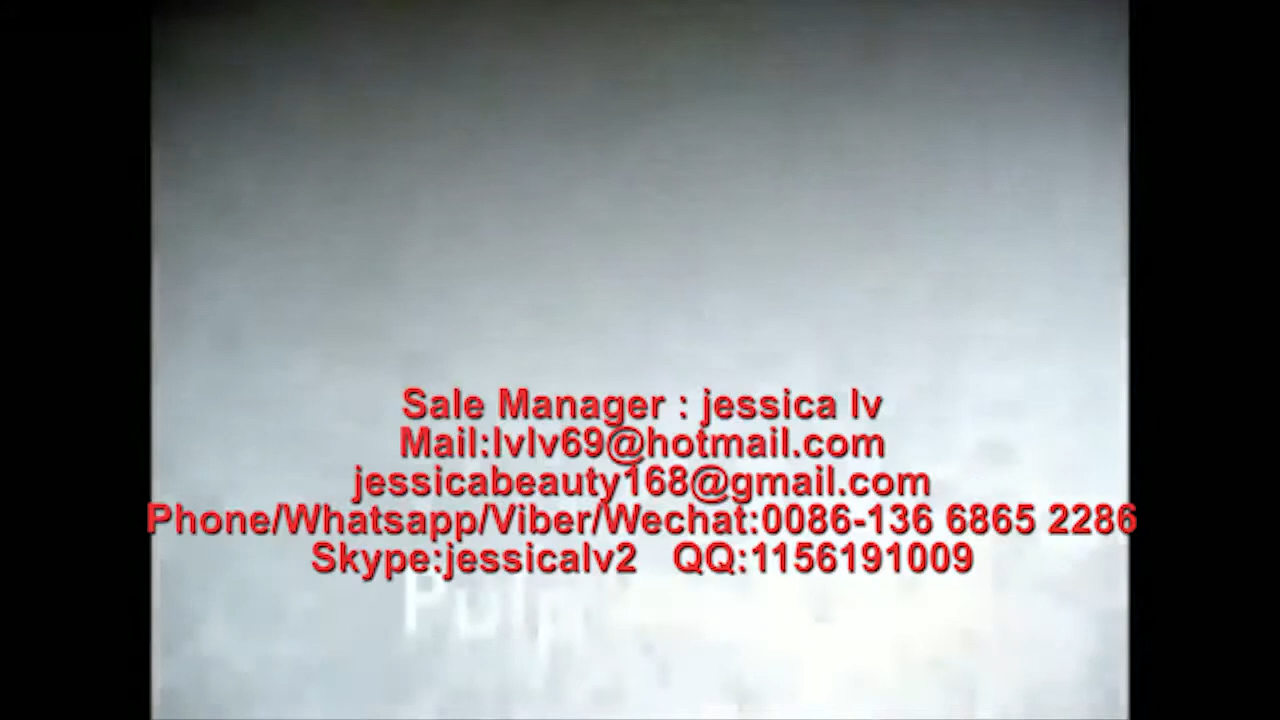 Sale Manager : jessica lv
Mail:lvlv69@hotmail.com
jessicabeauty168@gmail.com
Phone/Whatsapp/Viber/Wechat:0086-136 6865 2286
Skype:jessicalv2 QQ:1156191009